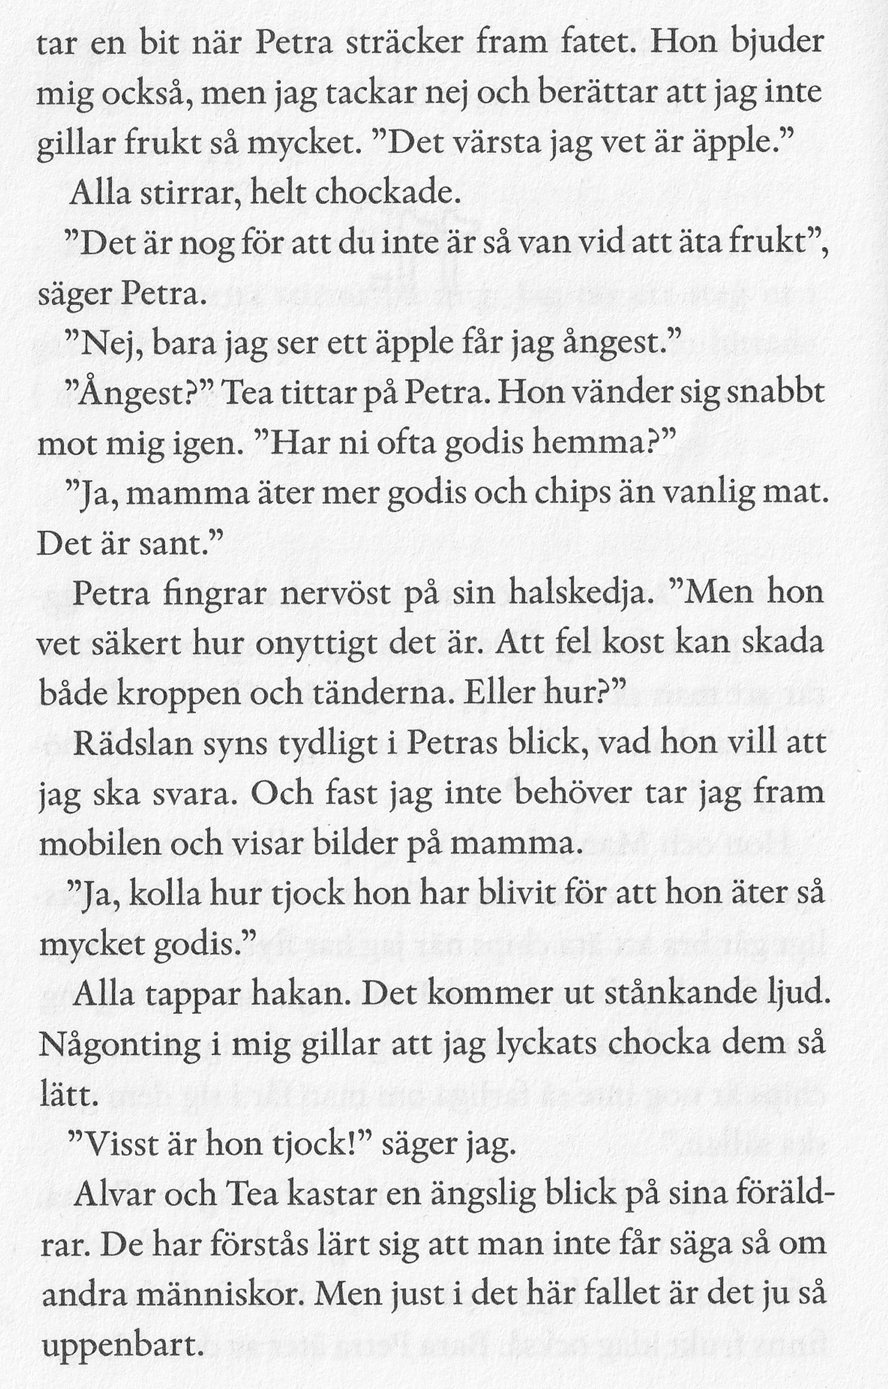 tar en bit när Petra sträcker fram fatet. Hon bjuder
mig också, men jag tackar nej och berättar att jag inte
gillar frukt så mycket. ”Det värsta jag vet är äpple.”
Alla stirrar, helt chockade.
”Det är nog för att du inte är så van vid att äta frukt”,
säger Petra.
”Nej, bara jag ser ett äpple får jag ångest.”
”Ångest?” Tea tittar på Petra. Hon vänder sig snabbt
mot mig igen. ”Har ni ofta godis hemma?”
”Ja, mamma äter mer godis och chips än vanlig mat.
Det är sant.”
Petra fingrar nervöst på sin halskedja. ”Men hon
vet säkert hur onyttigt det är. Att fel kost kan skada
både kroppen och tänderna. Eller hur?”
Rädslan syns tydligt i Petras blick, vad hon vill att
jag ska svara. Och fast jag inte behöver tar jag fram
mobilen och visar bilder på mamma.
”Ja, kolla hur tjock hon har blivit för att hon äter så
mycket godis.”
Alla tappar hakan. Det kommer ut stånkande ljud.
Någonting i mig gillar att jag lyckats chocka dem så
lätt.
”Visst är hon tjock!” säger jag.
Alvar och Tea kastar en ängslig blick på sina föräld-
rar. De har förstås lärt sig att man inte får säga så om
andra människor. Men just i det här fallet är det ju så
uppenbart.